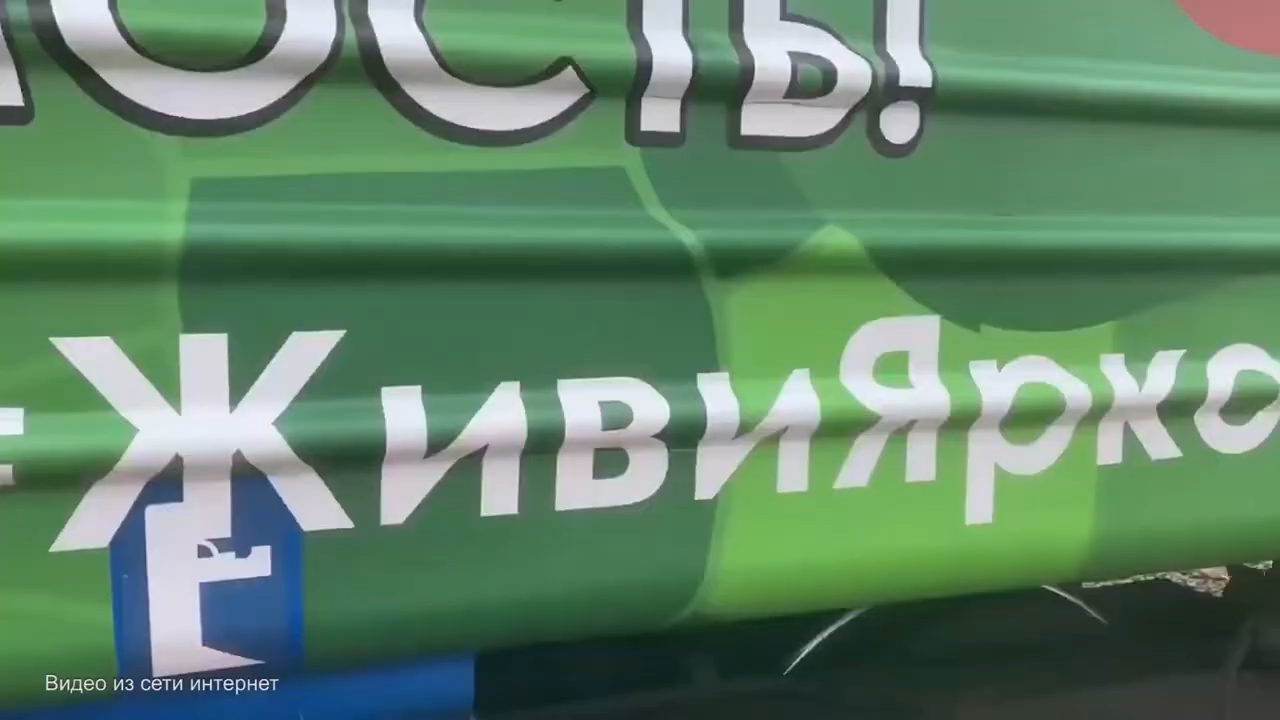 ость!
#ЖивиЯрко
Видео из сети интернет